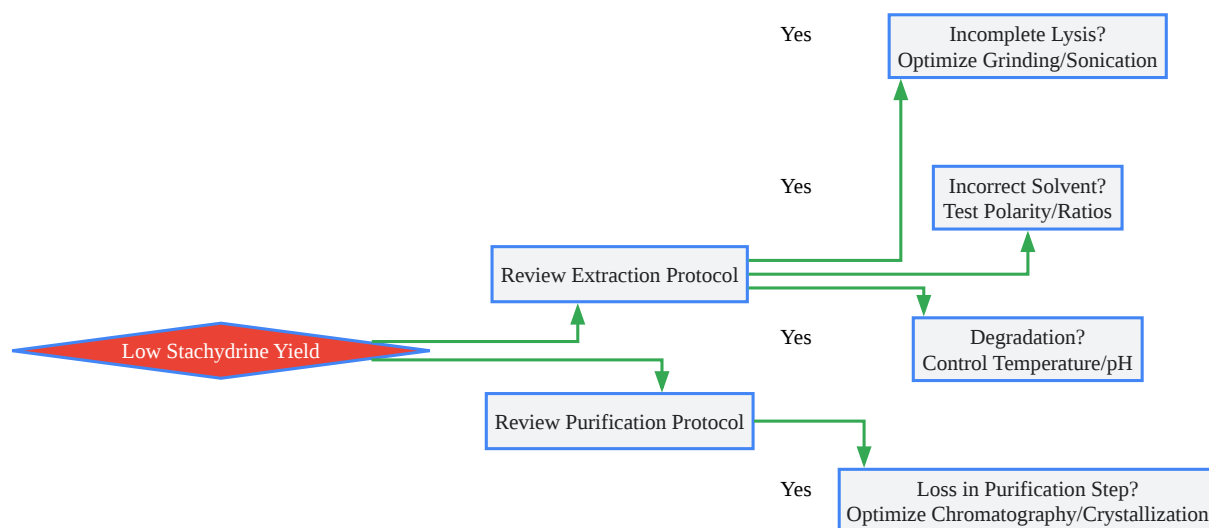 Yes
Incomplete Lysis?
Optimize Grinding/Sonication
Yes
Incorrect Solvent?
Test Polarity/Ratios
Review Extraction Protocol
Low Stachydrine Yield
Yes
Degradation?
Control Temperature/pH
Review Purification Protocol
Yes
Loss in Purification Step?
Optimize Chromatography/Crystallization